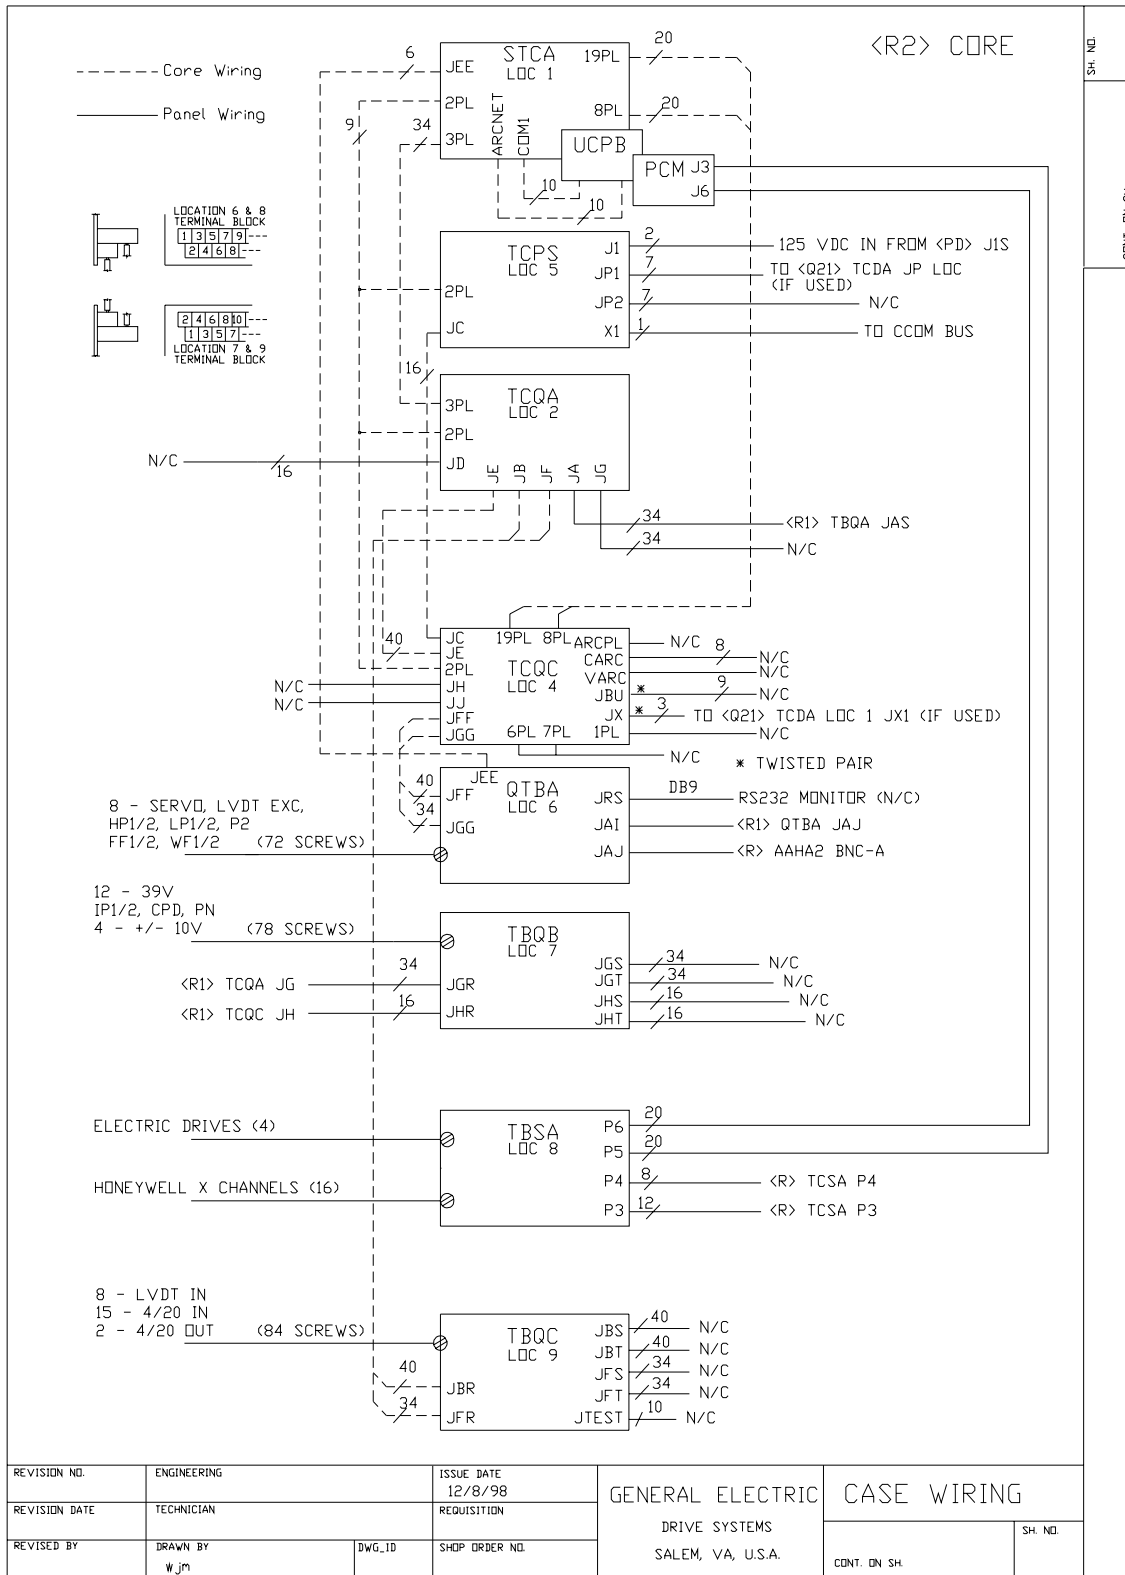 <R2> CORE
SH. NO.
Core Wiring
Panel Wiring
LOCATION 6 & 8
TERMINAL BLOCK
1 3 5 7 9 ---
2 4 6 8 ---
2 4 6 8 10 ---
1 3 5 7 ---
LOCATION 7 & 9
TERMINAL BLOCK
STCA
LOC 1
JEE
2PL
3PL
19PL
8PL
ARCNET
COM1
6
9
34
20
20
UCPB
PCM J3
J6
10
10
TCPS
LOC 5
2PL
JC
J1
JP1
JP2
X1
2
7
7
1
125 VDC IN FROM <PD> J1S
TO <Q21> TCDA JP LOC
(IF USED)
N/C
TO CCOM BUS
16
TCQA
LOC 2
3PL
2PL
JD
N/C
16
JE
JB
JF
JA
JG
34
<R1> TBQA JAS
34
N/C
TCQC
LOC 4
JC
JE
2PL
JH
JJ
JFF
JGG
40
N/C
N/C
19PL 8PL
6PL 7PL 1PL
ARCPL
CARC
VARC
JBU
JX
N/C
8
N/C
N/C
* 9
N/C
* 3
TO <Q21> TCDA LOC 1 JX1 (IF USED)
N/C
N/C
* TWISTED PAIR
JEE
QTBA
LOC 6
JFF
JGG
40
34
JRS
JAI
JAJ
DB9
RS232 MONITOR (N/C)
<R1> QTBA JAJ
<R> AAHA2 BNC-A
8 - SERVO, LVDT EXC,
HP1/2, LP1/2, P2
FF1/2, WF1/2 (72 SCREWS)
12 - 39V
IP1/2, CPD, PN
4 - +/- 10V (78 SCREWS)
TBQB
LOC 7
<R1> TCQA JG
34
JGR
<R1> TCQC JH
16
JHR
JGS 34 N/C
JGT 34 N/C
JHS 16 N/C
JHT 16 N/C
ELECTRIC DRIVES (4)
HONEYWELL X CHANNELS (16)
TBSA
LOC 8
P6 20
P5 20
P4 8 <R> TCSA P4
P3 12 <R> TCSA P3
8 - LVDT IN
15 - 4/20 IN
2 - 4/20 OUT (84 SCREWS)
TBQC
LOC 9
40
JBR
34
JFR
JBS 40 N/C
JBT 40 N/C
JFS 34 N/C
JFT 34 N/C
JTEST 10 N/C
REVISION NO.
ENGINEERING
ISSUE DATE
12/8/98
REVISION DATE
TECHNICIAN
REQUISITION
REVISED BY
DRAWN BY
wjm
DWG_ID
SHOP ORDER NO.
GENERAL ELECTRIC
DRIVE SYSTEMS
SALEM, VA, U.S.A.
CASE WIRING
CONT. ON SH.
SH. NO.